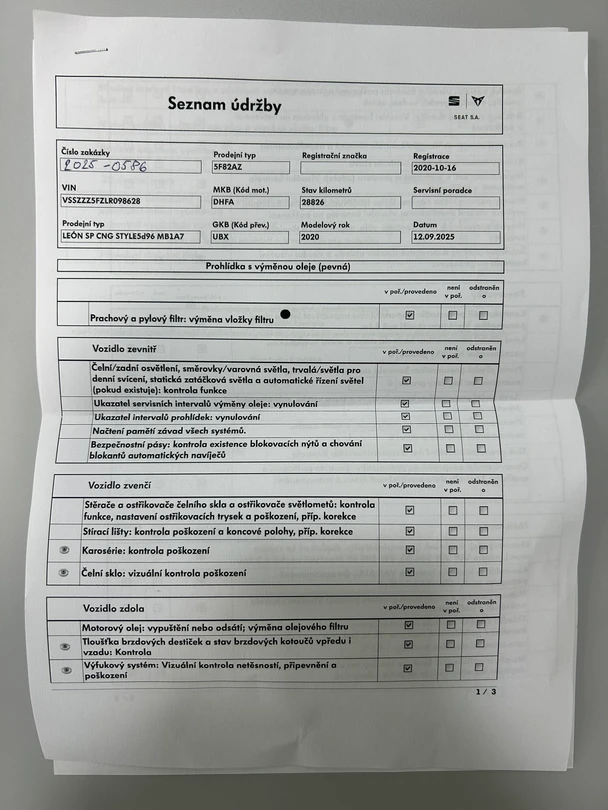 Seznam údržby
SEAT S.A.
Číslo zakázky
2025-0586
Prodejní typ
5F82AZ
Registrační značka
Registrace
2020-10-16
VIN
VSSZZZ5FZLR098628
MKB (Kód mot.)
DHFA
Stav kilometrů
28826
Servisní poradce
Prodejní typ
LEÓN SP CNG STYLE5d96 MB1A7
GKB (Kód přev.)
UBX
Modelový rok
2020
Datum
12.09.2025
Prohlídka s výměnou oleje (pevná)
v poř./provedeno
není
v poř.
odstraněn
o
Prachový a pylový filtr: výměna vložky filtru
Vozidlo zevnitř
v poř./provedeno
není
v poř.
odstraněn
o
Čelní/zadní osvětlení, směrovky/varovná světla, trvalá/světla pro
denní svícení, statická zatáčková světla a automatické řízení světel
(pokud existuje): kontrola funkce
Ukazatel servisních intervalů výměny oleje: vynulování
Ukazatel intervalů prohlídek: vynulování
Načtení pamětí závad všech systémů.
Bezpečnostní pásy: kontrola existence blokovacích nýtů a chování
blokantů automatických navíječů
Vozidlo zvenčí
v poř./provedeno
není
v poř.
odstraněn
o
Stěrače a ostřikovače čelního skla a ostřikovače světlometů: kontrola
funkce, nastavení ostřikovacích trysek a poškození, příp. korekce
Stírací lišty: kontrola poškození a koncové polohy, příp. korekce
Karosérie: kontrola poškození
Čelní sklo: vizuální kontrola poškození
Vozidlo zdola
v poř./provedeno
není
v poř.
odstraněn
o
Motorový olej: vypuštění nebo odsátí; výměna olejového filtru
Tloušťka brzdových destiček a stav brzdových kotoučů vpředu i
vzadu: Kontrola
Výfukový systém: Vizuální kontrola netěsností, připevnění a
poškození
1 / 3